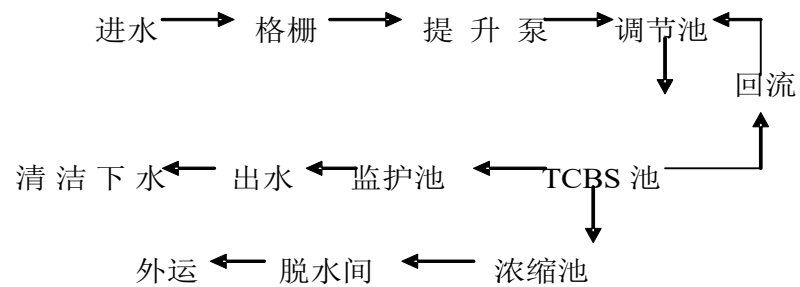 进水 格栅 提 升 泵 调节池
回流
清 洁 下 水 出水 监护池 TCBS 池
外运 脱水间 浓缩池